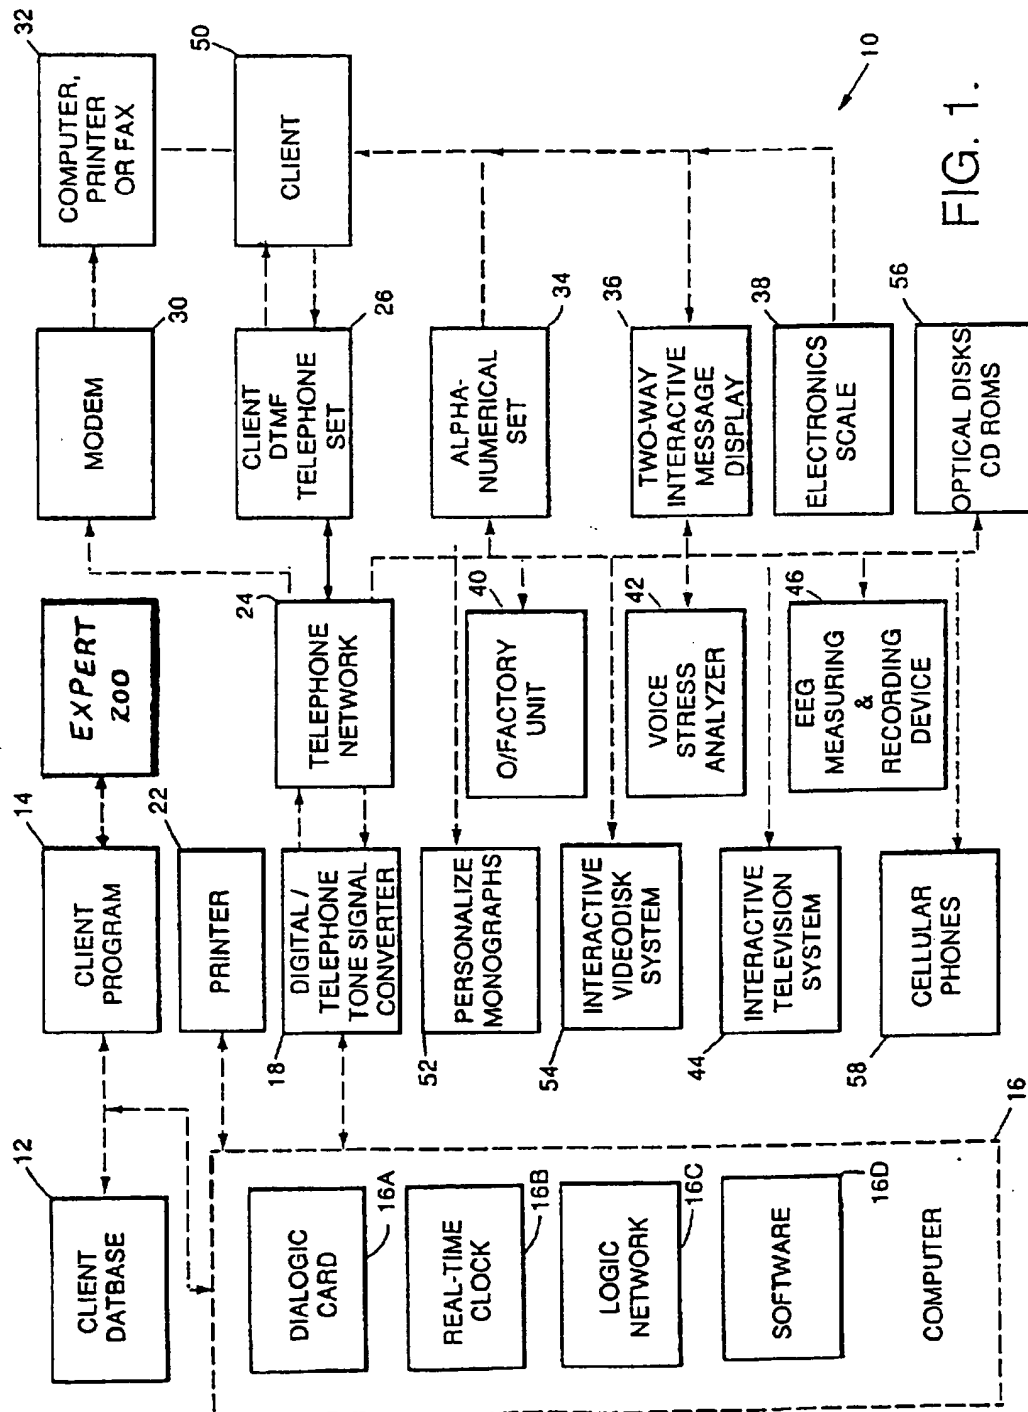 12
CLIENT
DATBASE
14
CLIENT
PROGRAM
EXPERT
200
MODEM
30
COMPUTER,
PRINTER
OR FAX
32
22
PRINTER
18
DIGITAL /
TELEPHONE
TONE SIGNAL
CONVERTER
24
TELEPHONE
NETWORK
CLIENT
DTMF
TELEPHONE
SET
26
CLIENT
50
DIALOGIC
CARD
16A
REAL-TIME
CLOCK
16B
LOGIC
NETWORK
16C
SOFTWARE
16D
COMPUTER
16
52
PERSONALIZE
MONOGRAPHS
40
O/FACTORY
UNIT
ALPHA-
NUMERICAL
SET
34
54
INTERACTIVE
VIDEODISK
SYSTEM
42
VOICE
STRESS
ANALYZER
36
TWO-WAY
INTERACTIVE
MESSAGE
DISPLAY
44
INTERACTIVE
TELEVISION
SYSTEM
46
EEG
MEASURING
&
RECORDING
DEVICE
38
ELECTRONICS
SCALE
58
CELLULAR
PHONES
56
OPTICAL DISKS
CD ROMS
10
FIG. 1.